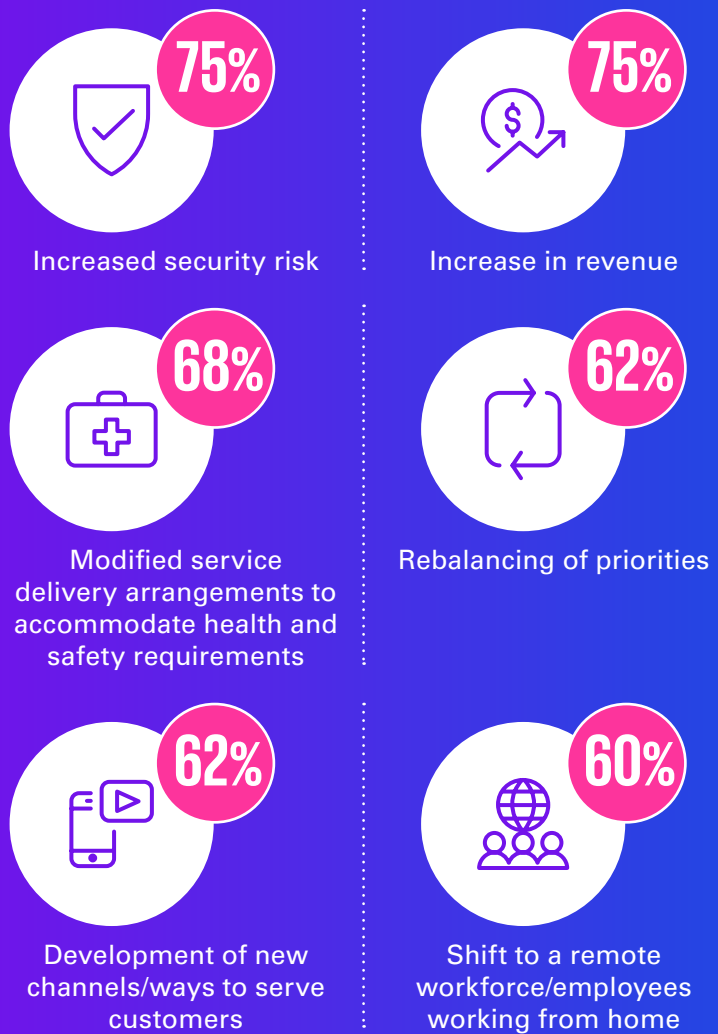 75%
Increased security risk
75%
Increase in revenue
68%
Modified service
delivery arrangements to
accommodate health and
safety requirements
62%
Rebalancing of priorities
62%
Development of new
channels/ways to serve
customers
60%
Shift to a remote
workforce/employees
working from home